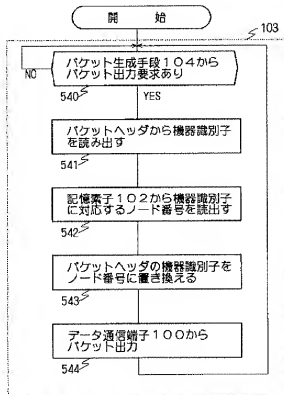 開　始
103
パケット生成手段１０４から
パケット出力要求あり
NO
540
YES
パケットヘッダから機器識別子
を読み出す
541
記憶素子１０２から機器識別子
に対応するノード番号を読出す
542
パケットヘッダの機器識別子を
ノード番号に置き換える
543
データ通信端子１００から
パケット出力
544